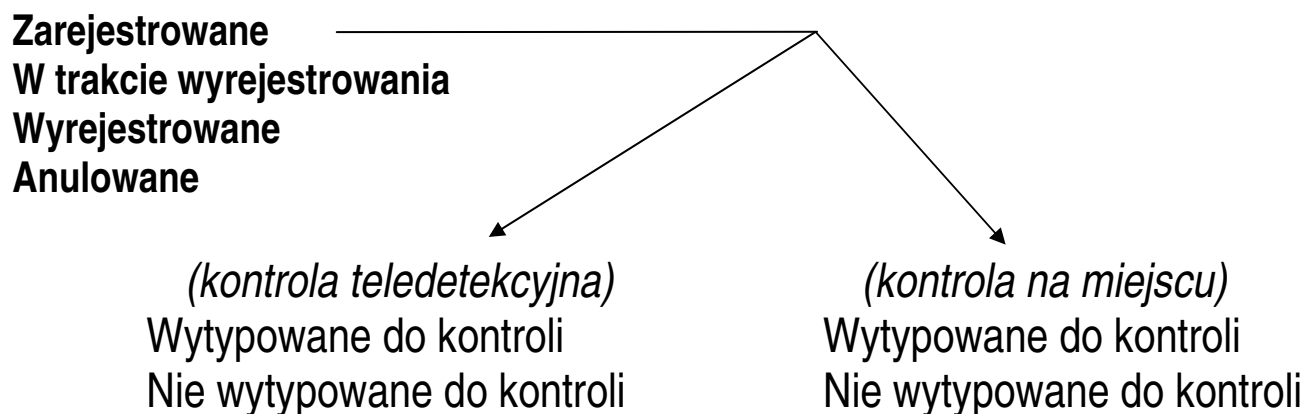 Zarejestrowane
W trakcie wyrejestrowania
Wyrejestrowane
Anulowane
(kontrola teledetekcyjna)
Wytypowane do kontroli
Nie wytypowane do kontroli
(kontrola na miejscu)
Wytypowane do kontroli
Nie wytypowane do kontroli